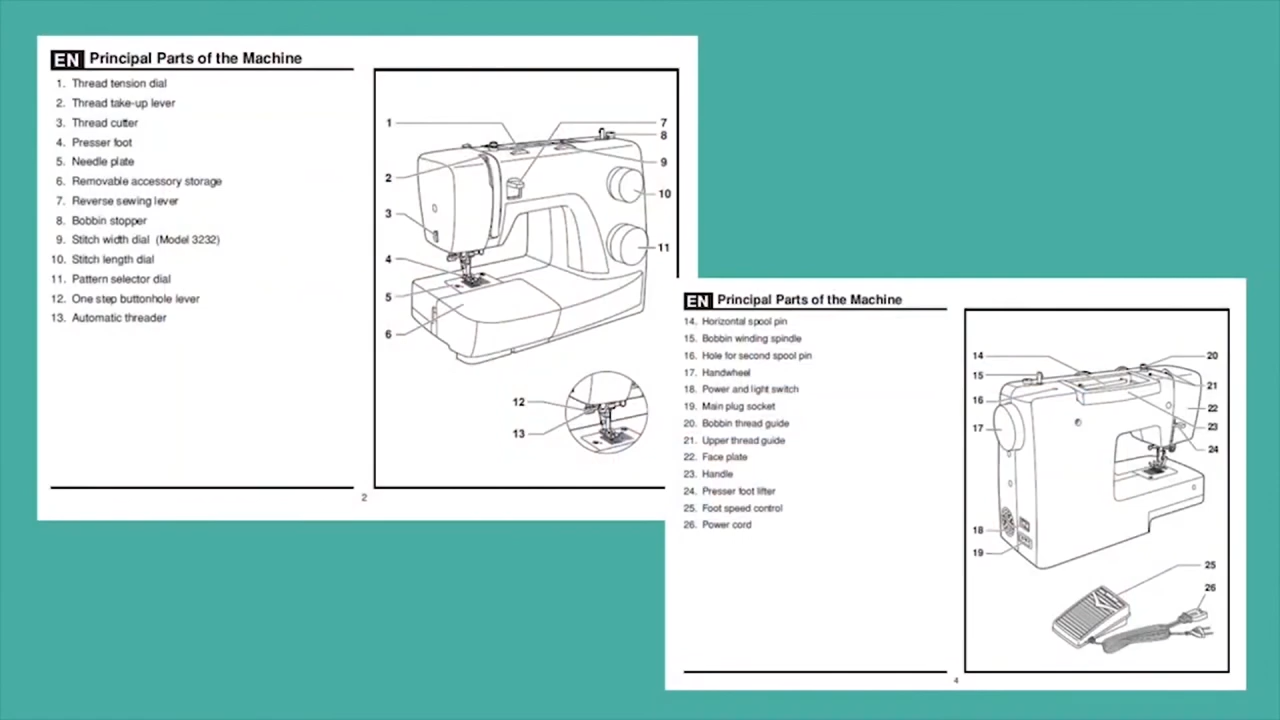 EN Principal Parts of the Machine
1. Thread tension dial
2. Thread take-up lever
3. Thread cutter
4. Presser foot
5. Needle plate
6. Removable accessory storage
7. Reverse sewing lever
8. Bobbin stopper
9. Stitch width dial (Model 3232)
10. Stitch length dial
11. Pattern selector dial
12. One step buttonhole lever
13. Automatic threader
1
2
3
4
5
6
7
8
9
10
11
12
13
2
EN Principal Parts of the Machine
14. Horizontal spool pin
15. Bobbin winding spindle
16. Hole for second spool pin
17. Handwheel
18. Power and light switch
19. Main plug socket
20. Bobbin thread guide
21. Upper thread guide
22. Face plate
23. Handle
24. Presser foot lifter
25. Foot speed control
26. Power cord
14
15
16
17
18
19
20
21
22
23
24
25
26
4